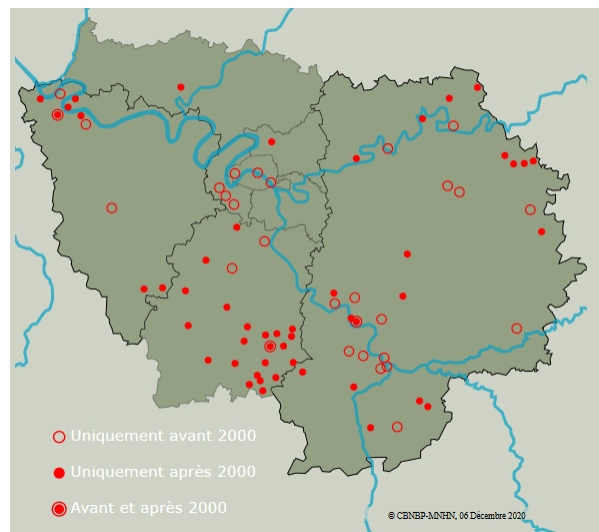 Uniquement avant 2000
Uniquement après 2000
Avant et après 2000
© CBNBP-MNHN, 06 Décembre 2020